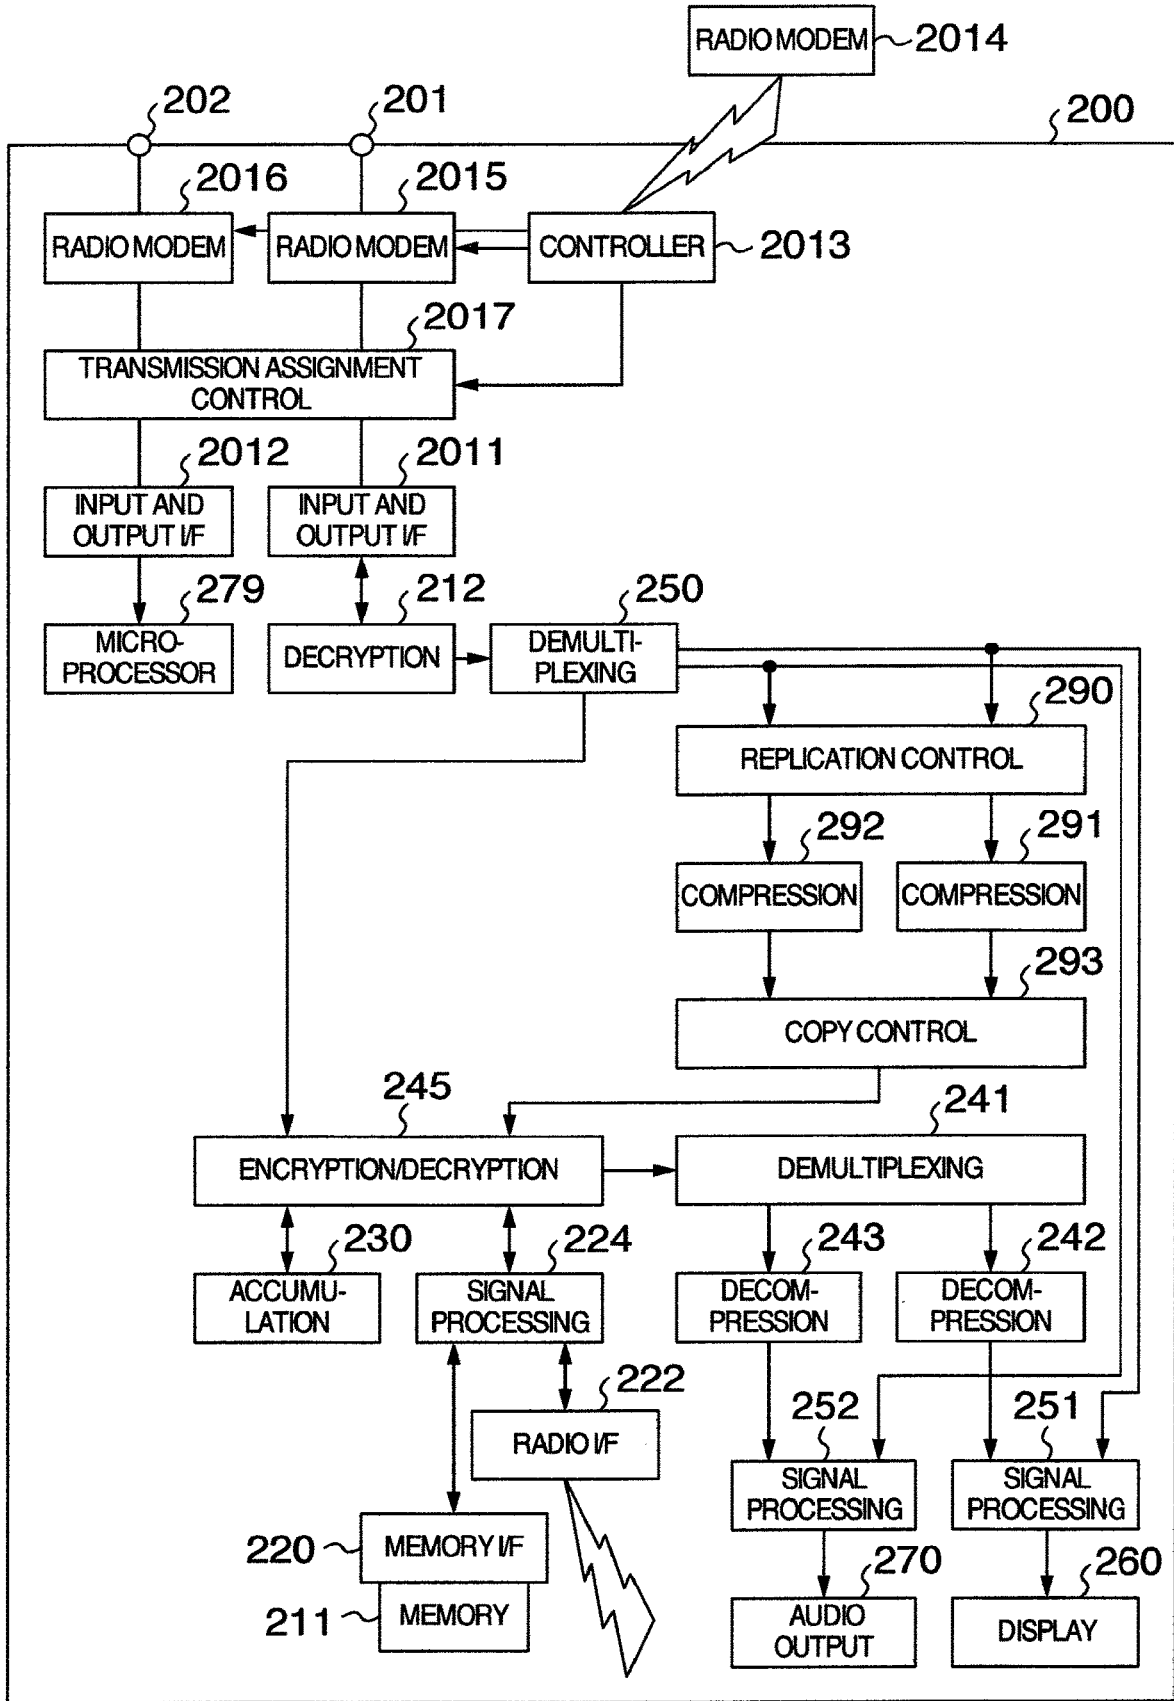 RADIO MODEM
2014
202
201
200
2016
2015
RADIO MODEM
RADIO MODEM
CONTROLLER
2013
2017
TRANSMISSION ASSIGNMENT
CONTROL
2012
2011
INPUT AND
OUTPUT I/F
INPUT AND
OUTPUT I/F
279
212
250
MICRO-
PROCESSOR
DECRYPTION
DEMULTI-
PLEXING
290
REPLICATION CONTROL
292
291
COMPRESSION
COMPRESSION
293
COPY CONTROL
245
241
ENCRYPTION/DECRYPTION
DEMULTIPLEXING
230
224
243
242
ACCUMU-
LATION
SIGNAL
PROCESSING
DECOM-
PRESSION
DECOM-
PRESSION
222
252
251
RADIO I/F
SIGNAL
PROCESSING
SIGNAL
PROCESSING
220
MEMORY I/F
270
260
211
MEMORY
AUDIO
OUTPUT
DISPLAY